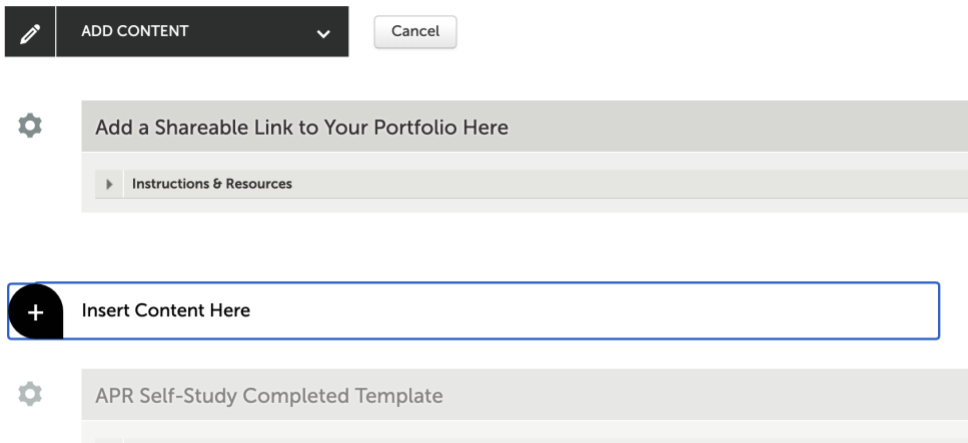 ADD CONTENT
Cancel
Add a Shareable Link to Your Portfolio Here
Instructions & Resources
Insert Content Here
APR Self-Study Completed Template